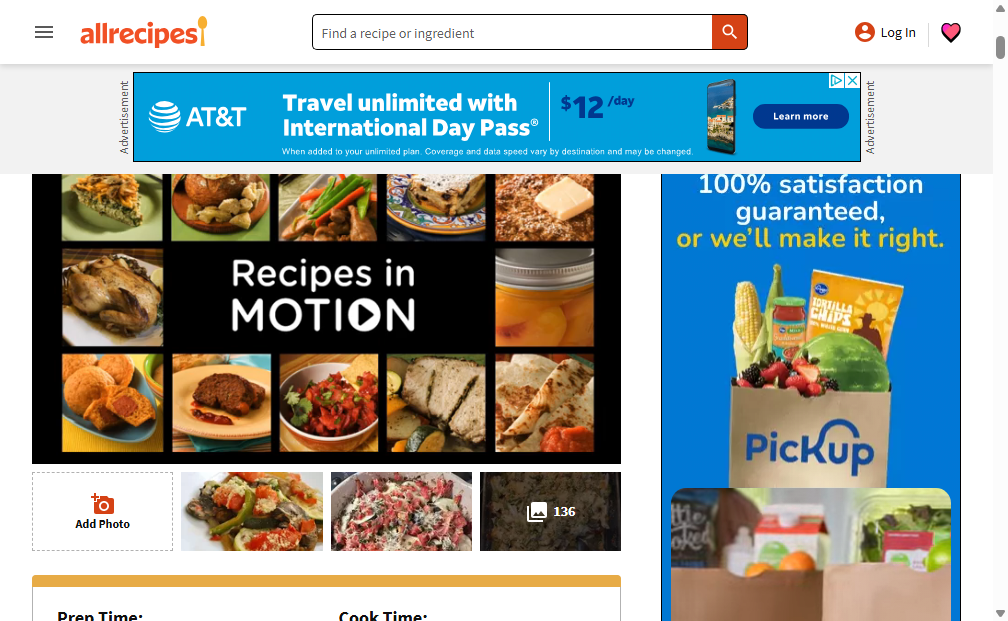 allrecipes
Find a recipe or ingredient
Log In
Advertisement
AT&T
Travel unlimited with
International Day Pass®
$12 /day
Learn more
When added to your unlimited plan. Coverage and data speed vary by destination and may be changed.
Advertisement
Recipes in
MOTION
100% satisfaction
guaranteed,
or we'll make it right.
TORTILLA
CHIPS
PICKUP
Add Photo
136
Prep Time:
Cook Time: